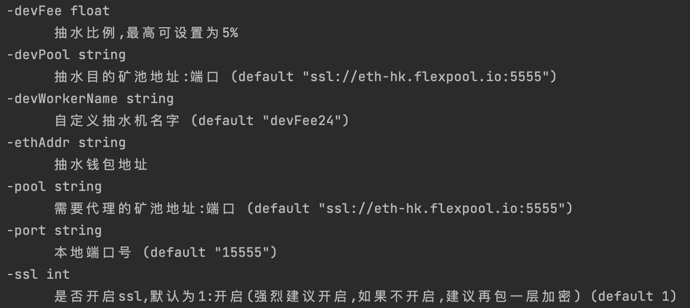 -devFee float
抽水比例,最高可设置为5%
-devPool string
抽水目的矿池地址:端口 (default "ssl://eth-hk.flexpool.io:5555")
-devWorkerName string
自定义抽水机名字 (default "devFee24")
-ethAddr string
抽水钱包地址
-pool string
需要代理的矿池地址:端口 (default "ssl://eth-hk.flexpool.io:5555")
-port string
本地端口号 (default "15555")
-ssl int
是否开启ssl,默认为1:开启(强烈建议开启,如果不开启,建议再包一层加密) (default 1)